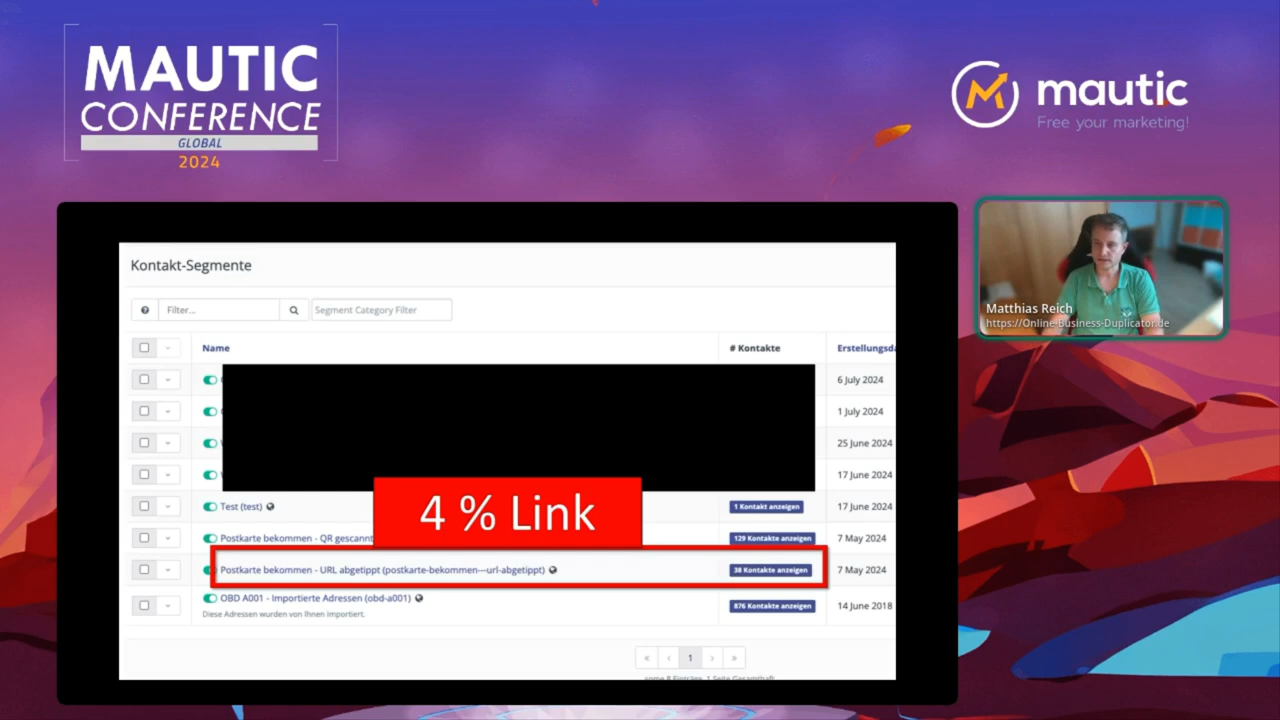 MAUTIC
CONFERENCE
GLOBAL
2024
mautic
Free your marketing!
Kontakt-Segmente
Filter...
Segment Category Filter
Name
# Kontakte
6 July 2024
1 July 2024
25 June 2024
17 June 2024
Test (test)
1 Kontakt anzeigen
17 June 2024
4 % Link
Postkarte bekommen - QR gescannt
129 Kontakte anzeigen
7 May 2024
Postkarte bekommen - URL abgetippt (postkarte-bekommen---url-abgetippt)
38 Kontakte anzeigen
7 May 2024
OBD A001 - Importierte Adressen (obd-a001)
Diese Adressen wurden von Ihnen importiert.
876 Kontakte anzeigen
14 June 2018
« ‹ 1 › »
Matthias Reich
https://Online-Business-Duplicator.de